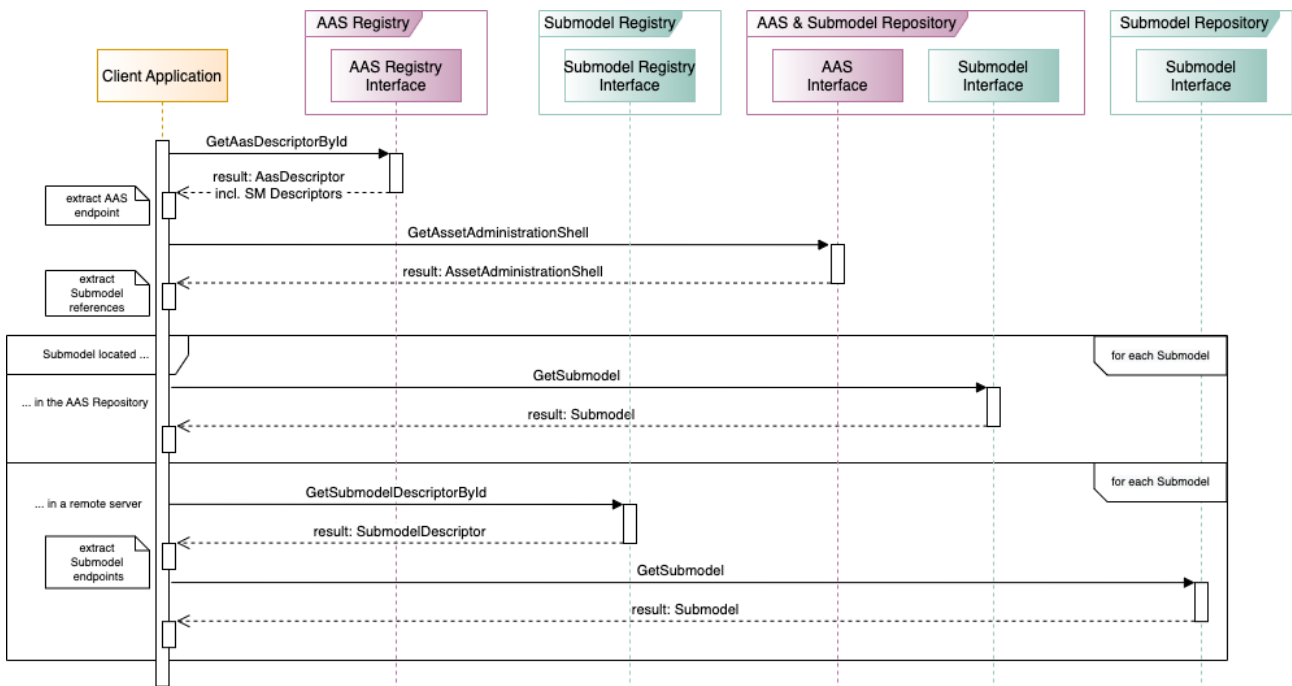 AAS Registry
Submodel Registry
AAS & Submodel Repository
Submodel Repository
Client Application
AAS Registry
Interface
Submodel Registry
Interface
AAS
Interface
Submodel
Interface
Submodel
Interface
GetAasDescriptorById
result: AasDescriptor
incl. SM Descriptors
extract AAS
endpoint
GetAssetAdministrationShell
result: AssetAdministrationShell
extract
Submodel
references
Submodel located ...
for each Submodel
GetSubmodel
... in the AAS Repository
result: Submodel
for each Submodel
GetSubmodelDescriptorById
... in a remote server
result: SubmodelDescriptor
extract
Submodel
endpoints
GetSubmodel
result: Submodel